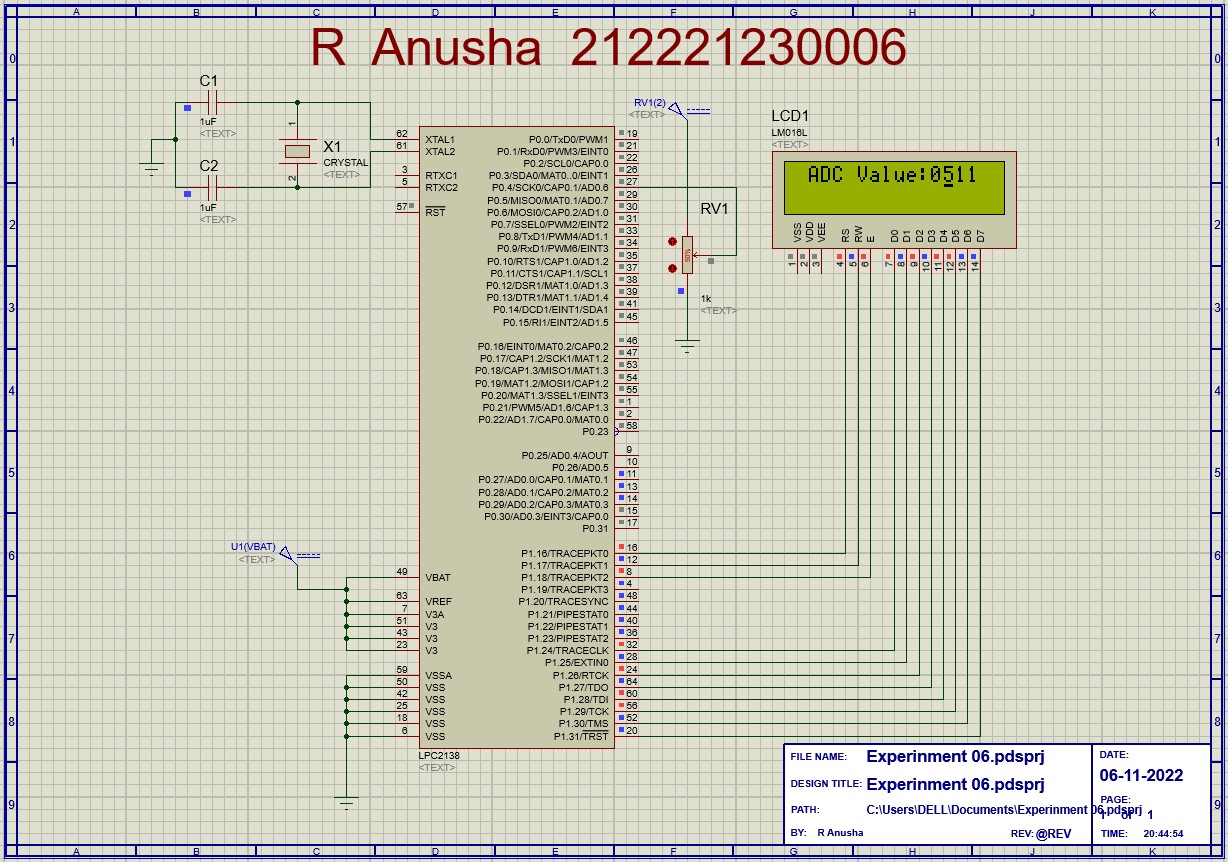 A B C D E F G H J K
R Anusha 212221230006
0 0
C1
1uF
<TEXT>
C2
1uF
<TEXT>
1
2
X1
CRYSTAL
<TEXT>
RV1(2)
<TEXT>
LCD1
LM016L
<TEXT>
ADC Value:0511
VSS VDD VEE RS RW E D0 D1 D2 D3 D4 D5 D6 D7
1 2 3 4 5 6 7 8 9 10 11 12 13 14
RV1
50%
1k
<TEXT>
62 XTAL1
61 XTAL2
3 RTXC1
5 RTXC2
57 RST
P0.0/TxD0/PWM1 19
P0.1/RxD0/PWM3/EINT0 21
P0.2/SCL0/CAP0.0 22
P0.3/SDA0/MAT0..0/EINT1 26
P0.4/SCK0/CAP0.1/AD0.6 27
P0.5/MISO0/MAT0.1/AD0.7 29
P0.6/MOSI0/CAP0.2/AD1.0 30
P0.7/SSEL0/PWM2/EINT2 31
P0.8/TxD1/PWM4/AD1.1 33
P0.9/RxD1/PWM6/EINT3 34
P0.10/RTS1/CAP1.0/AD1.2 35
P0.11/CTS1/CAP1.1/SCL1 37
P0.12/DSR1/MAT1.0/AD1.3 38
P0.13/DTR1/MAT1.1/AD1.4 39
P0.14/DCD1/EINT1/SDA1 41
P0.15/RI1/EINT2/AD1.5 45
P0.16/EINT0/MAT0.2/CAP0.2 46
P0.17/CAP1.2/SCK1/MAT1.2 47
P0.18/CAP1.3/MISO1/MAT1.3 53
P0.19/MAT1.2/MOSI1/CAP1.2 54
P0.20/MAT1.3/SSEL1/EINT3 55
P0.21/PWM5/AD1.6/CAP1.3 1
P0.22/AD1.7/CAP0.0/MAT0.0 2
P0.23 58
P0.25/AD0.4/AOUT 9
P0.26/AD0.5 10
P0.27/AD0.0/CAP0.1/MAT0.1 11
P0.28/AD0.1/CAP0.2/MAT0.2 13
P0.29/AD0.2/CAP0.3/MAT0.3 14
P0.30/AD0.3/EINT3/CAP0.0 15
P0.31 17
P1.16/TRACEPKT0 16
P1.17/TRACEPKT1 12
P1.18/TRACEPKT2 8
P1.19/TRACEPKT3 4
P1.20/TRACESYNC 48
P1.21/PIPESTAT0 44
P1.22/PIPESTAT1 40
P1.23/PIPESTAT2 36
P1.24/TRACECLK 32
P1.25/EXTIN0 28
P1.26/RTCK 24
P1.27/TDO 64
P1.28/TDI 60
P1.29/TCK 56
P1.30/TMS 52
P1.31/TRST 20
U1(VBAT)
<TEXT>
49 VBAT
63 VREF
7 V3A
51 V3
43 V3
23 V3
59 VSSA
50 VSS
42 VSS
25 VSS
18 VSS
6 VSS
LPC2138
<TEXT>
1 1
2 2
3 3
4 4
5 5
6 6
7 7
8 8
9 9
FILE NAME: Experinment 06.pdsprj
DESIGN TITLE: Experinment 06.pdsprj
PATH: C:\Users\DELL\Documents\Experinment 06.pdsprj
BY: R Anusha REV: @REV
DATE:
06-11-2022
PAGE:
1 of 1
TIME: 20:44:54
A B C D E F G H J K